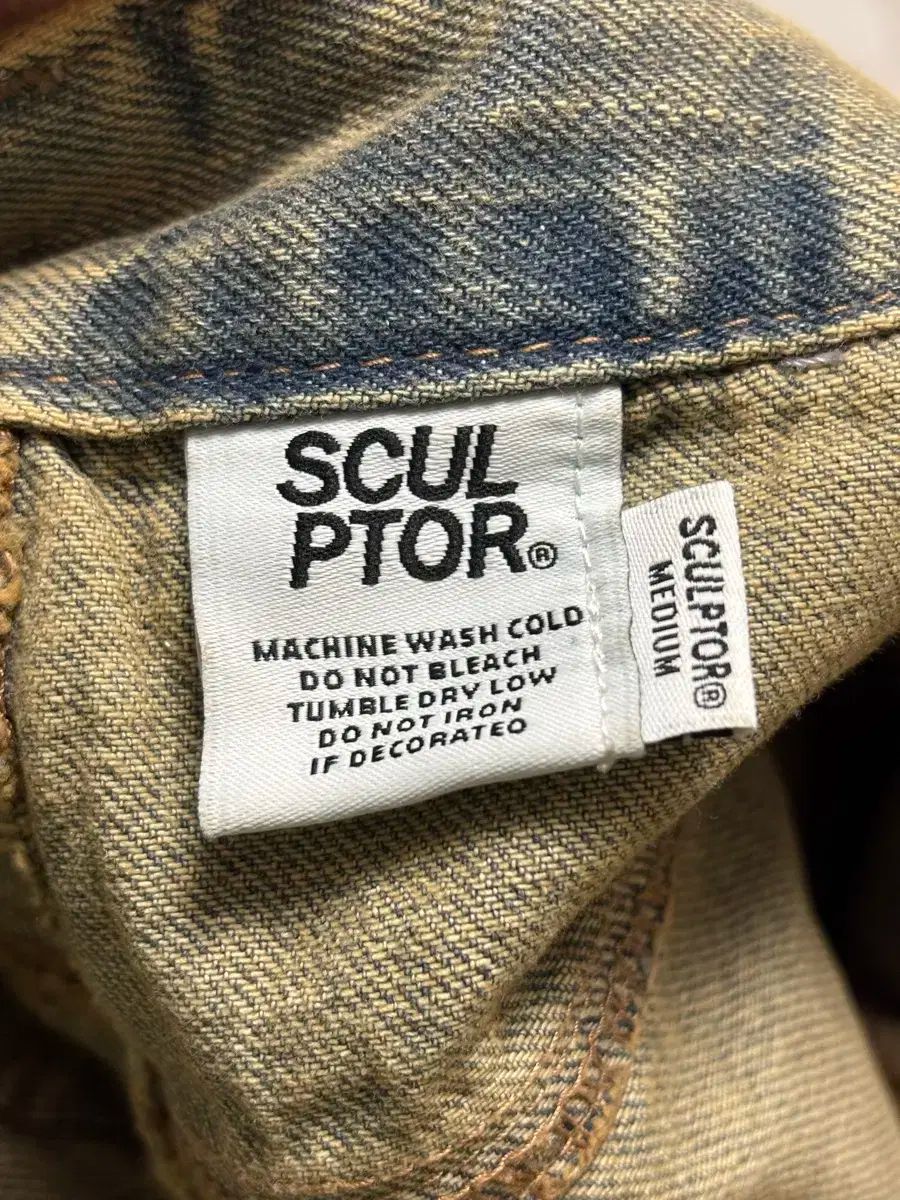 SCUL
PTOR®
MACHINE WASH COLD
DO NOT BLEACH
TUMBLE DRY LOW
DO NOT IRON
IF DECORATED
SCULPTOR®
MEDIUM